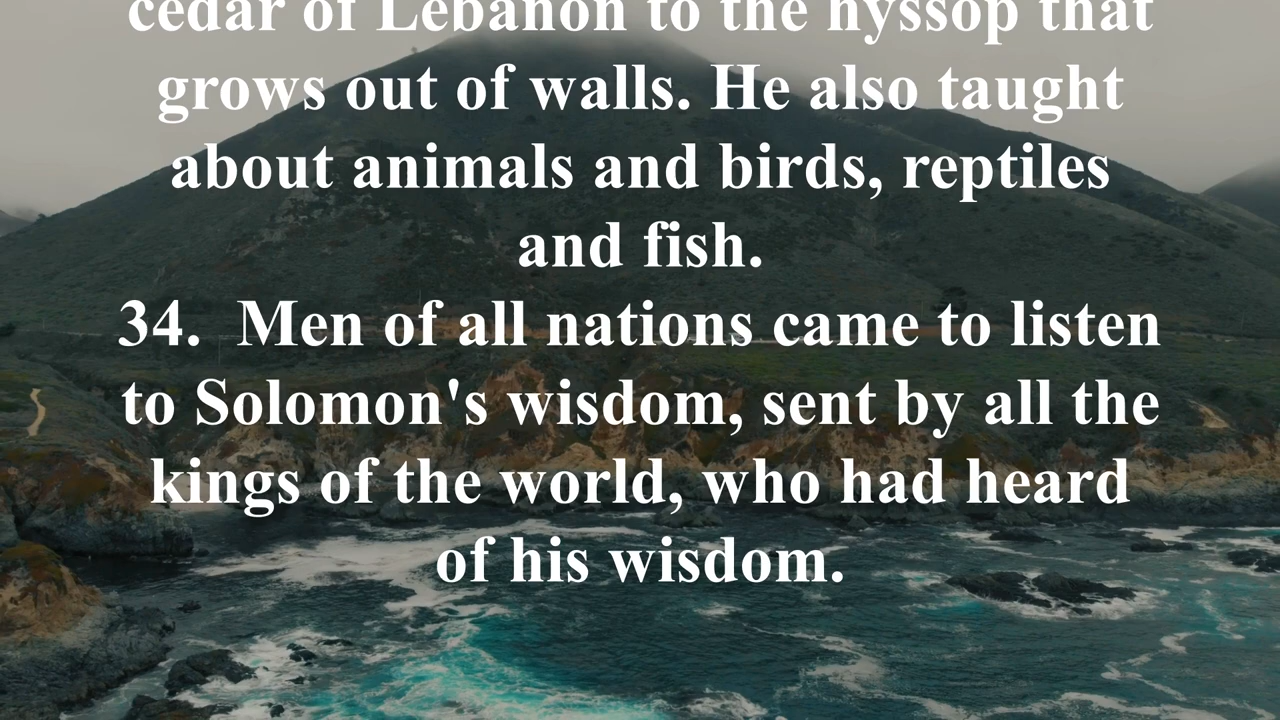 cedar of Lebanon to the hyssop that
grows out of walls. He also taught
about animals and birds, reptiles
and fish.
34.  Men of all nations came to listen
to Solomon's wisdom, sent by all the
kings of the world, who had heard
of his wisdom.